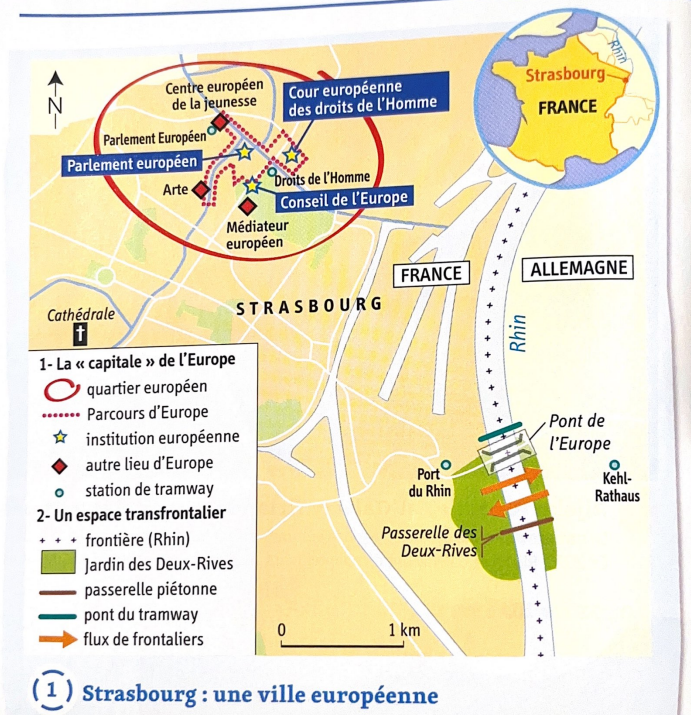 Rhin
Strasbourg
FRANCE
N
Centre européen
de la jeunesse
Cour européenne
des droits de l'Homme
Parlement Européen
Parlement européen
Arte
Droits de l'Homme
Conseil de l'Europe
Médiateur
européen
FRANCE
ALLEMAGNE
STRASBOURG
Cathédrale
Rhin
1- La « capitale » de l'Europe
quartier européen
Parcours d'Europe
institution européenne
autre lieu d'Europe
station de tramway
2- Un espace transfrontalier
frontière (Rhin)
Jardin des Deux-Rives
passerelle piétonne
pont du tramway
flux de frontaliers
Pont de
l'Europe
Port
du Rhin
Kehl-
Rathaus
Passerelle des
Deux-Rives
0 1 km
1 Strasbourg : une ville européenne